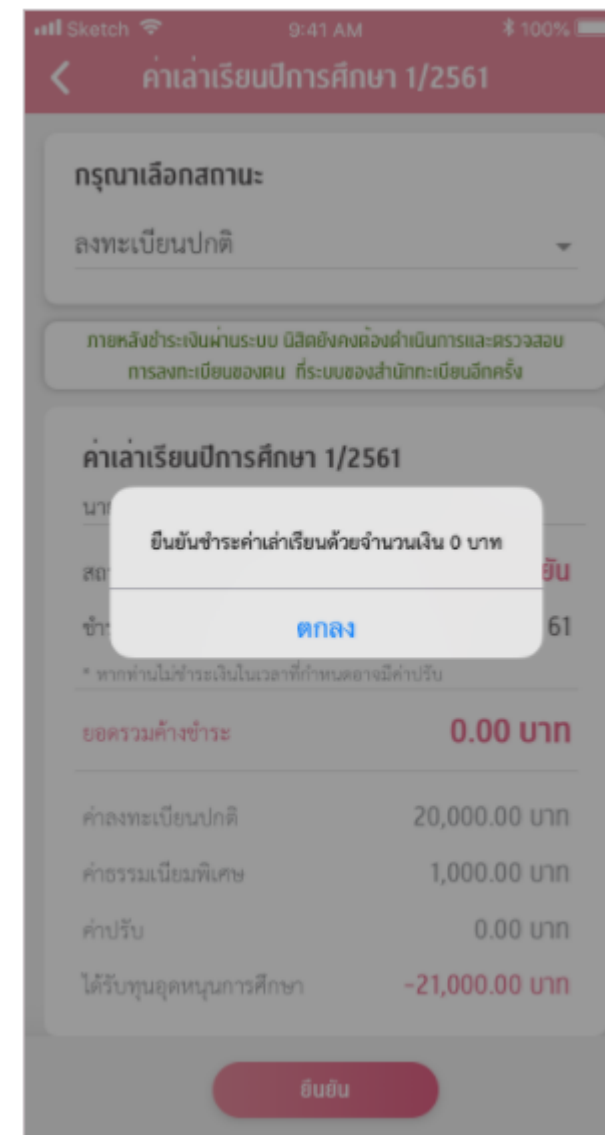 Sketch 9:41 AM 100%
ค่าเล่าเรียนปีการศึกษา 1/2561
กรุณาเลือกสถานะ
ลงทะเบียนปกติ
ภายหลังชำระเงินผ่านระบบ นิสิตยังคงต้องดำเนินการและตรวจสอบ
การลงทะเบียนของตน ที่ระบบของสำนักทะเบียนอีกครั้ง
ค่าเล่าเรียนปีการศึกษา 1/2561
ยืนยันชำระค่าเล่าเรียนด้วยจำนวนเงิน 0 บาท
ตกลง
61
* หากท่านไม่ชำระเงินในเวลาที่กำหนดอาจมีค่าปรับ
ยอดรวมค้างชำระ 0.00 บาท
ค่าลงทะเบียนปกติ 20,000.00 บาท
ค่าธรรมเนียมพิเศษ 1,000.00 บาท
ค่าปรับ 0.00 บาท
ได้รับทุนอุดหนุนการศึกษา -21,000.00 บาท
ยืนยัน